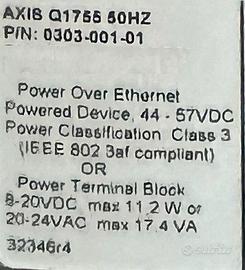 AXIS Q1755 50HZ
P/N: 0303-001-01
Power Over Ethernet
Powered Device, 44 - 57VDC
Power Classification Class 3
(IEEE 802 3af compliant)
OR
Power Terminal Block
8-20VDC max 11.2 W or
20-24VAC max 17.4 VA
32346r4
subito